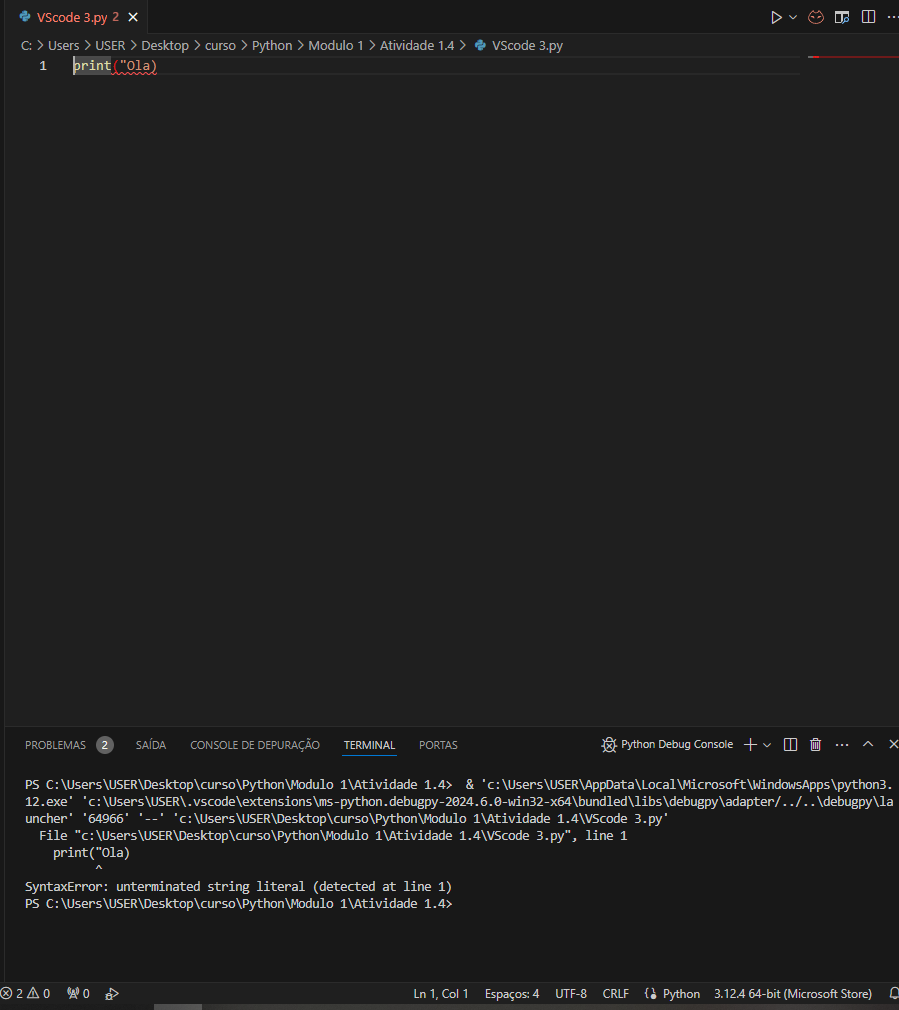 VScode 3.py 2
C: > Users > USER > Desktop > curso > Python > Modulo 1 > Atividade 1.4 > VScode 3.py
1 print("Ola)
PROBLEMAS 2 SAÍDA CONSOLE DE DEPURAÇÃO TERMINAL PORTAS Python Debug Console
PS C:\Users\USER\Desktop\curso\Python\Modulo 1\Atividade 1.4>  & 'c:\Users\USER\AppData\Local\Microsoft\WindowsApps\python3.
12.exe' 'c:\Users\USER\.vscode\extensions\ms-python.debugpy-2024.6.0-win32-x64\bundled\libs\debugpy\adapter/../..\debugpy\la
uncher' '64966' '--' 'c:\Users\USER\Desktop\curso\Python\Modulo 1\Atividade 1.4\VScode 3.py'
  File "c:\Users\USER\Desktop\curso\Python\Modulo 1\Atividade 1.4\VScode 3.py", line 1
    print("Ola)
          ^
SyntaxError: unterminated string literal (detected at line 1)
PS C:\Users\USER\Desktop\curso\Python\Modulo 1\Atividade 1.4>
2 0 0 Ln 1, Col 1 Espaços: 4 UTF-8 CRLF Python 3.12.4 64-bit (Microsoft Store)